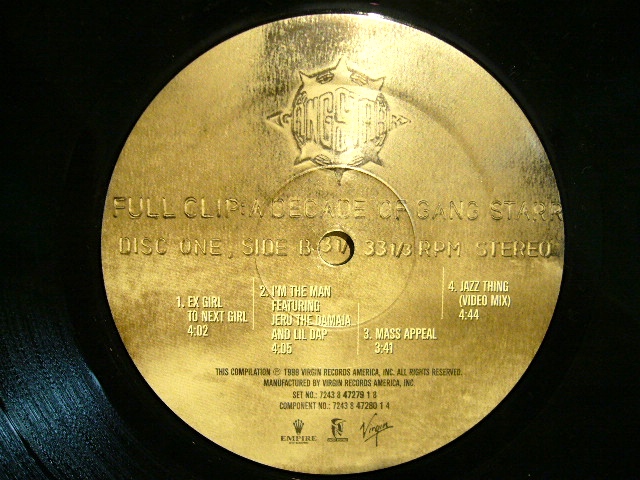 GANGSTARR
FULL CLIP: A DECADE OF GANG STARR
DISC ONE, SIDE B 33 1/3 RPM STEREO
1. EX GIRL
TO NEXT GIRL
4:02
2. I'M THE MAN
FEATURING
JERU THE DAMAJA
AND LIL DAP
4:05
3. MASS APPEAL
3:41
4. JAZZ THING
(VIDEO MIX)
4:44
THIS COMPILATION ℗ 1999 VIRGIN RECORDS AMERICA, INC. ALL RIGHTS RESERVED.
MANUFACTURED BY VIRGIN RECORDS AMERICA, INC.
SET NO.: 7243 8 47279 1 8
COMPONENT NO.: 7243 8 47280 1 4
EMPIRE
Virgin